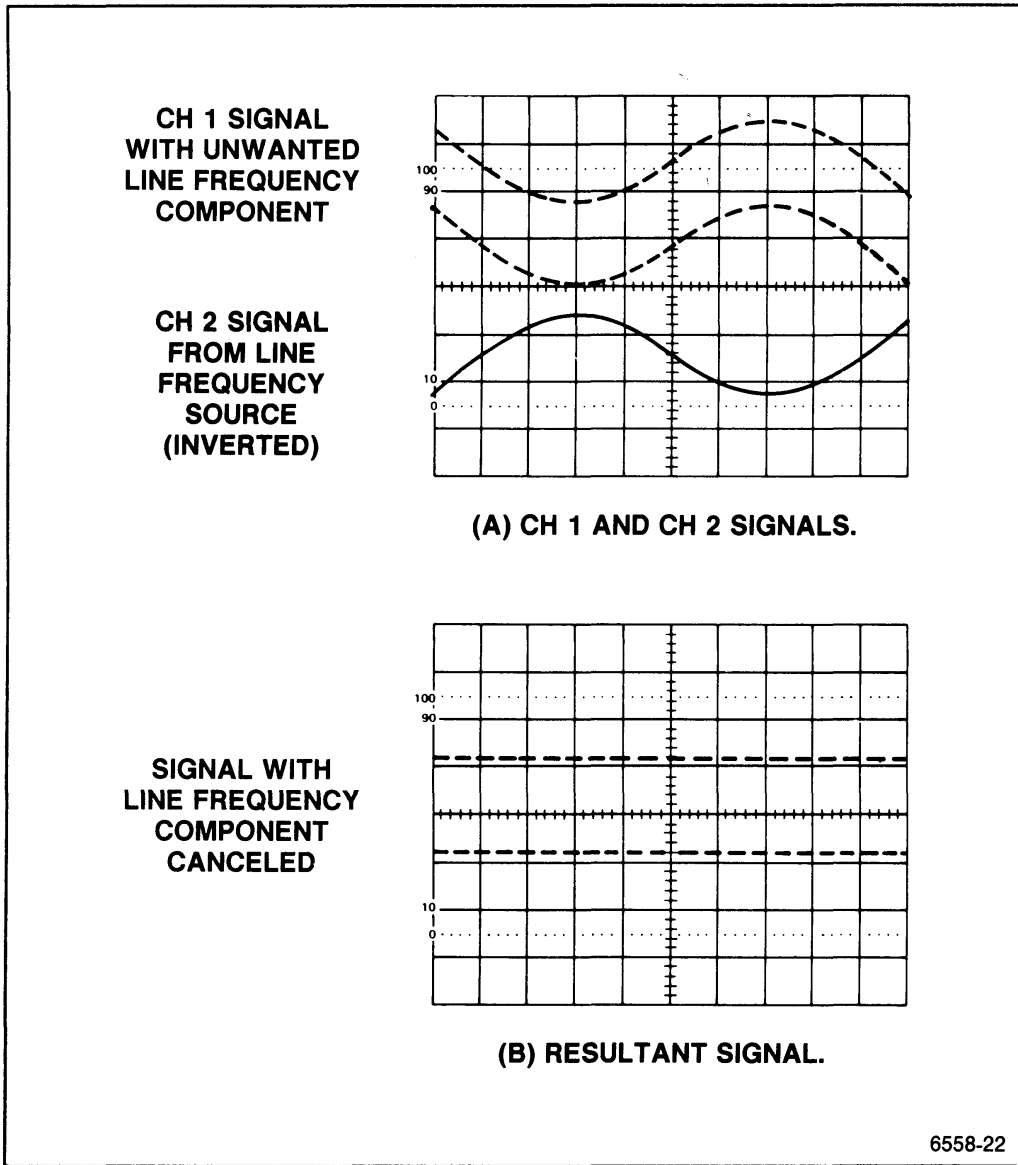 CH 1 SIGNAL
WITH UNWANTED
LINE FREQUENCY
COMPONENT
100
90
CH 2 SIGNAL
FROM LINE
FREQUENCY
SOURCE
(INVERTED)
10
0
(A) CH 1 AND CH 2 SIGNALS.
100
90
SIGNAL WITH
LINE FREQUENCY
COMPONENT
CANCELED
10
0
(B) RESULTANT SIGNAL.
6558-22